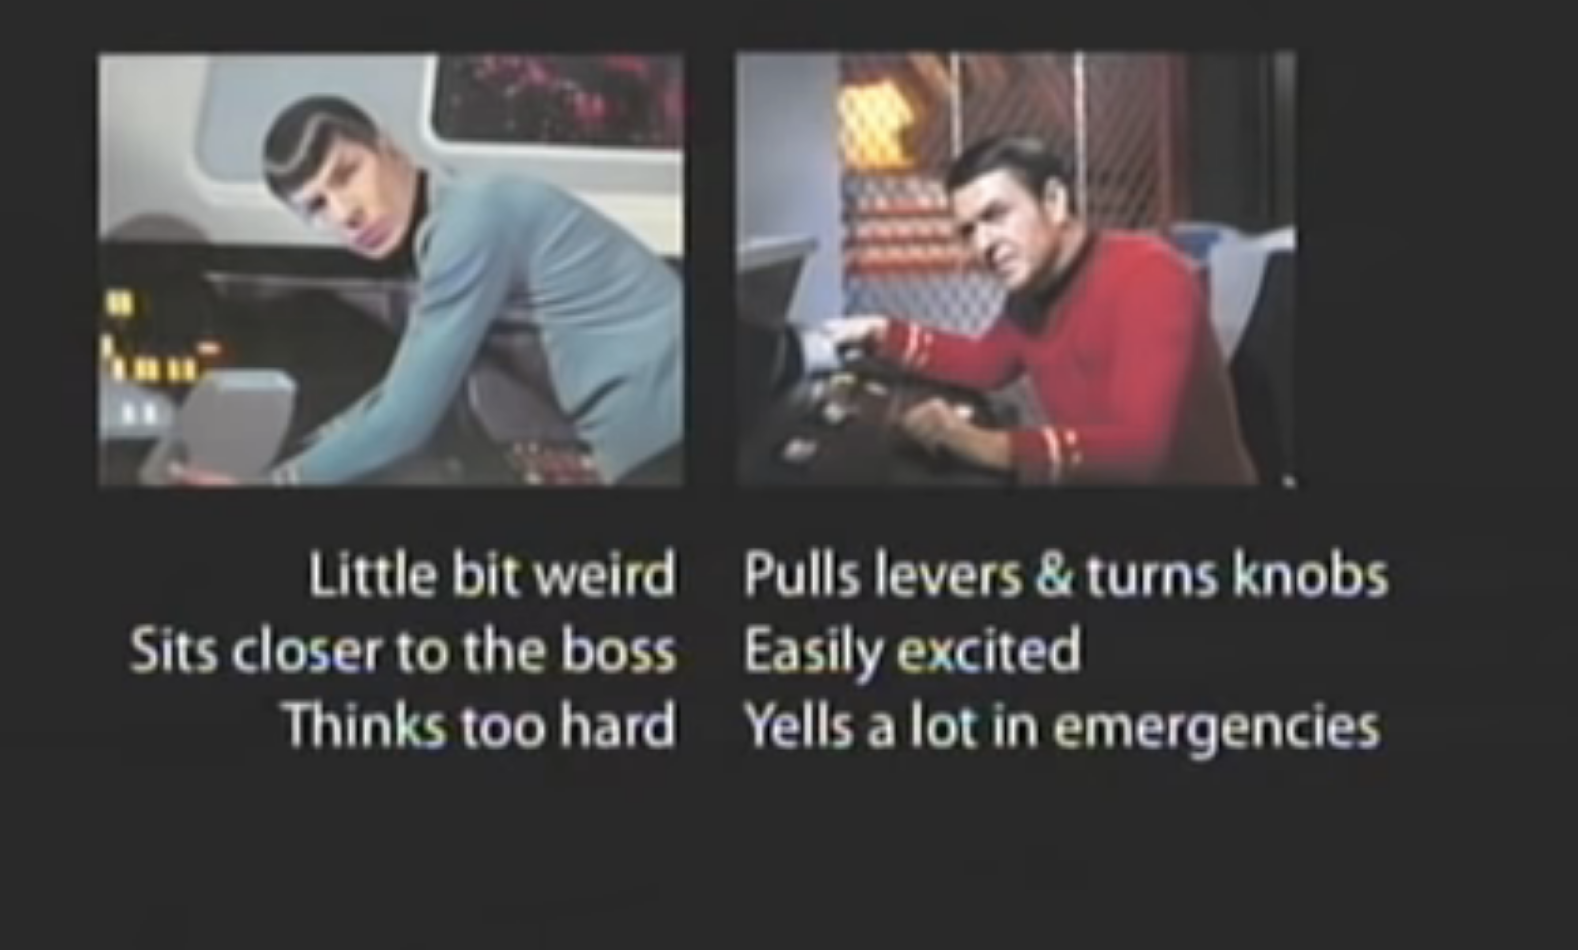 Little bit weird
Sits closer to the boss
Thinks too hard
Pulls levers & turns knobs
Easily excited
Yells a lot in emergencies